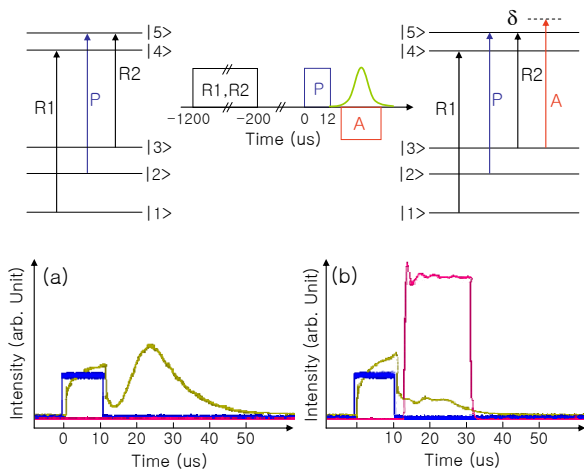 |5>
|4>
R1
P
R2
|3>
|2>
|1>
R1,R2
P
A
-1200
-200
0
12
Time (us)
δ
|5>
|4>
R1
P
R2
A
|3>
|2>
|1>
(a)
Intensity (arb. Unit)
0 10 20 30 40 50
Time (us)
(b)
Intensity (arb. Unit)
0 10 20 30 40 50
Time (us)